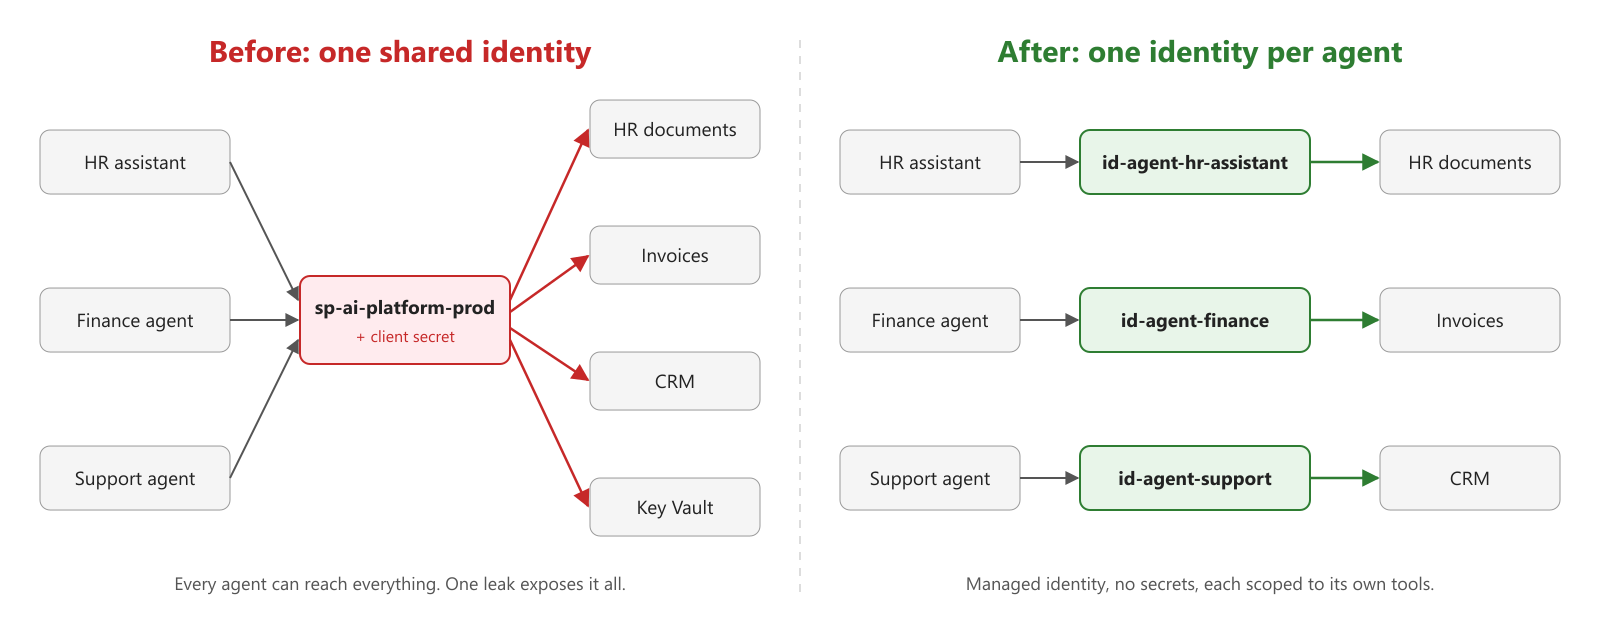 Before: one shared identity
HR assistant
Finance agent
Support agent
sp-ai-platform-prod
+ client secret
HR documents
Invoices
CRM
Key Vault
Every agent can reach everything. One leak exposes it all.
After: one identity per agent
HR assistant
id-agent-hr-assistant
HR documents
Finance agent
id-agent-finance
Invoices
Support agent
id-agent-support
CRM
Managed identity, no secrets, each scoped to its own tools.